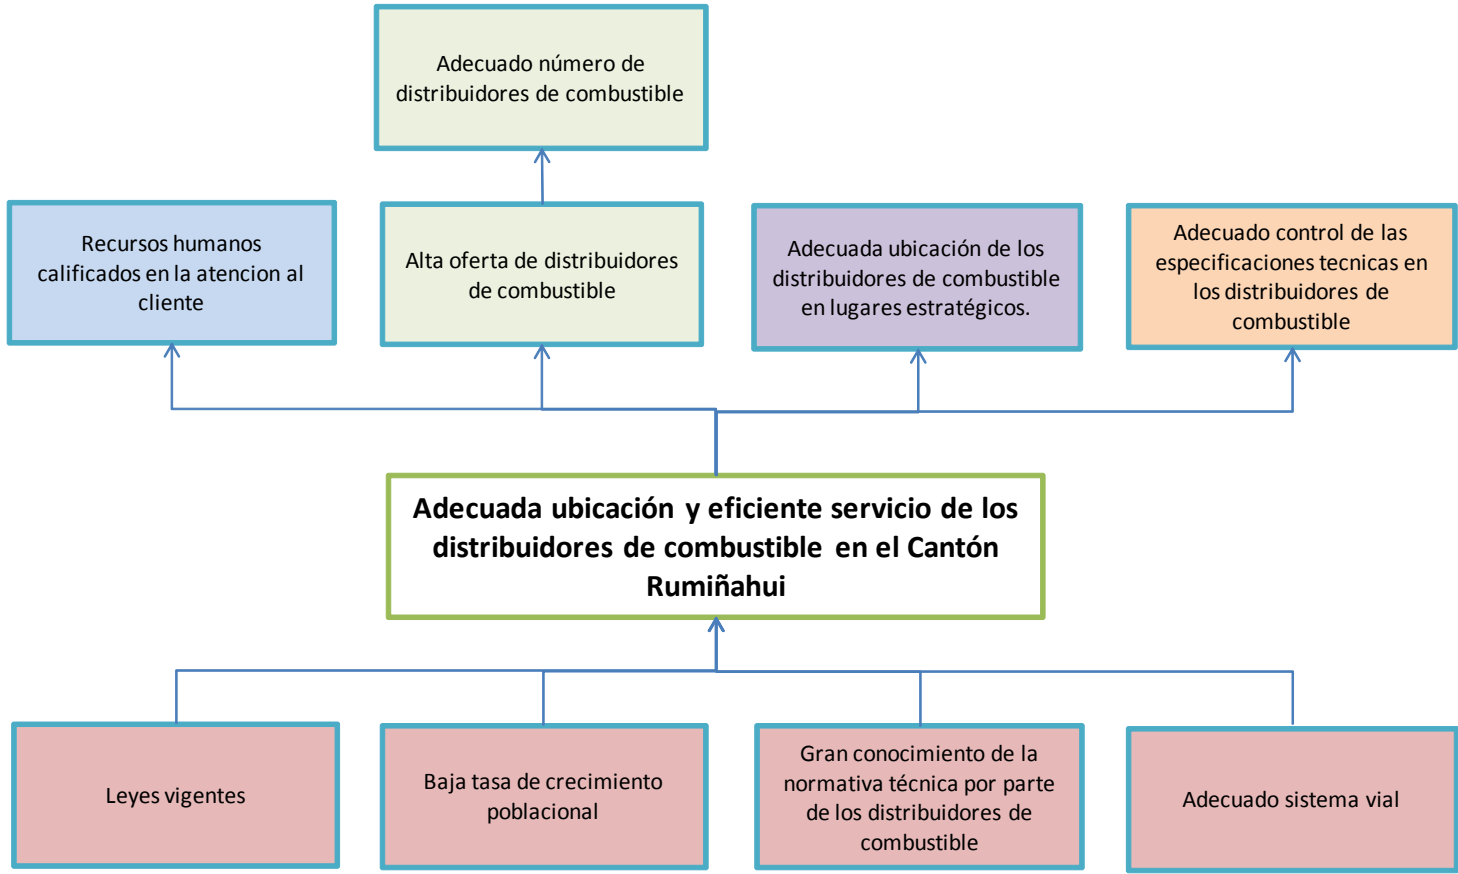 Adecuado número de
distribuidores de combustible
Recursos humanos
calificados en la atencion al
cliente
Alta oferta de distribuidores
de combustible
Adecuada ubicación de los
distribuidores de combustible
en lugares estratégicos.
Adecuado control de las
especificaciones tecnicas en
los distribuidores de
combustible
Adecuada ubicación y eficiente servicio de los
distribuidores de combustible en el Cantón
Rumiñahui
Leyes vigentes
Baja tasa de crecimiento
poblacional
Gran conocimiento de la
normativa técnica por parte
de los distribuidores de
combustible
Adecuado sistema vial